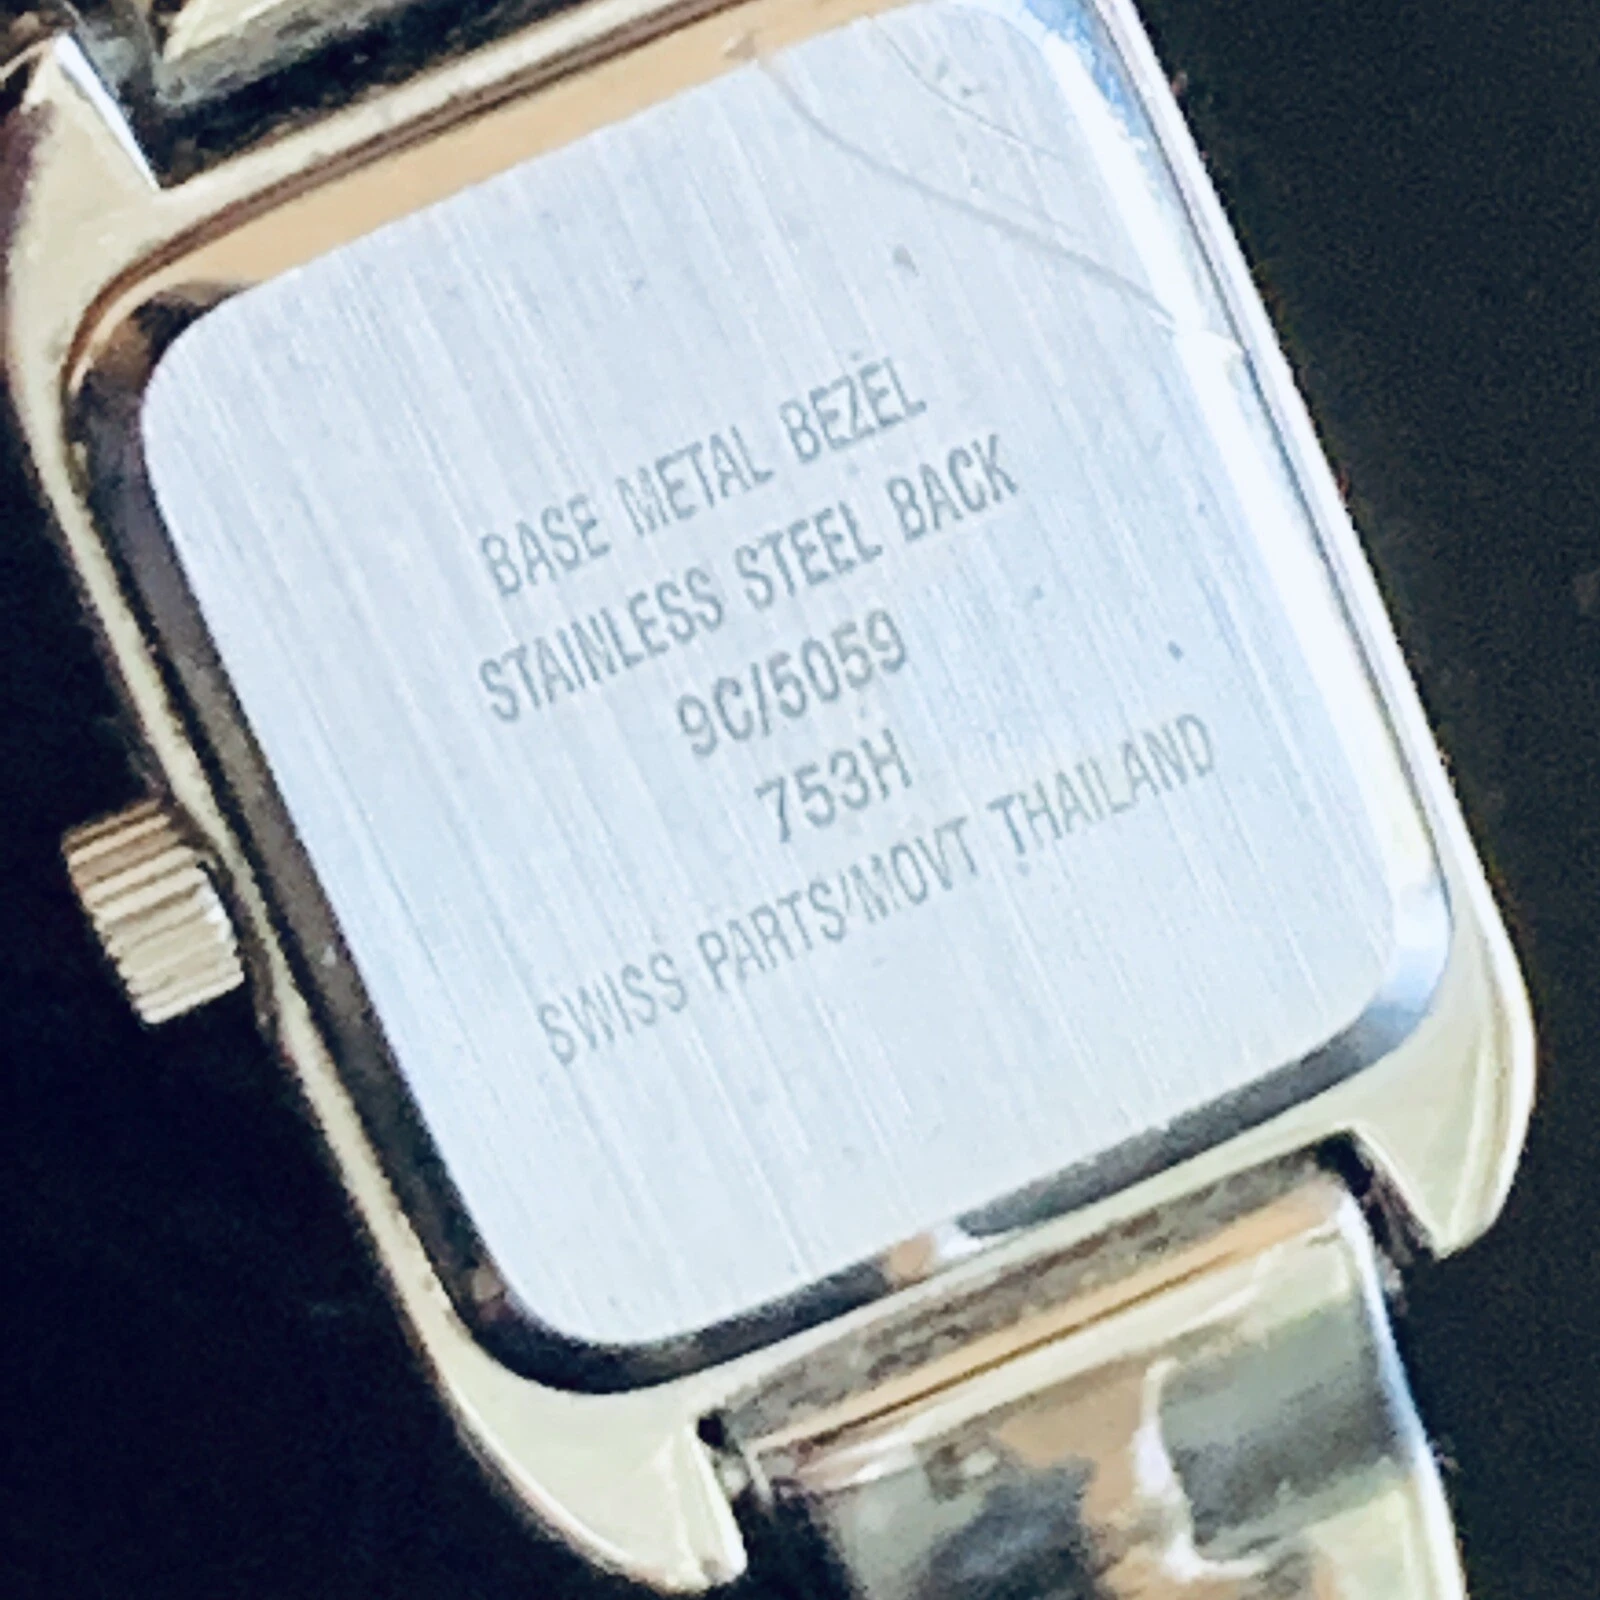 BASE METAL BEZEL
STAINLESS STEEL BACK
9C/5059
753H
SWISS PARTS/MOVT THAILAND